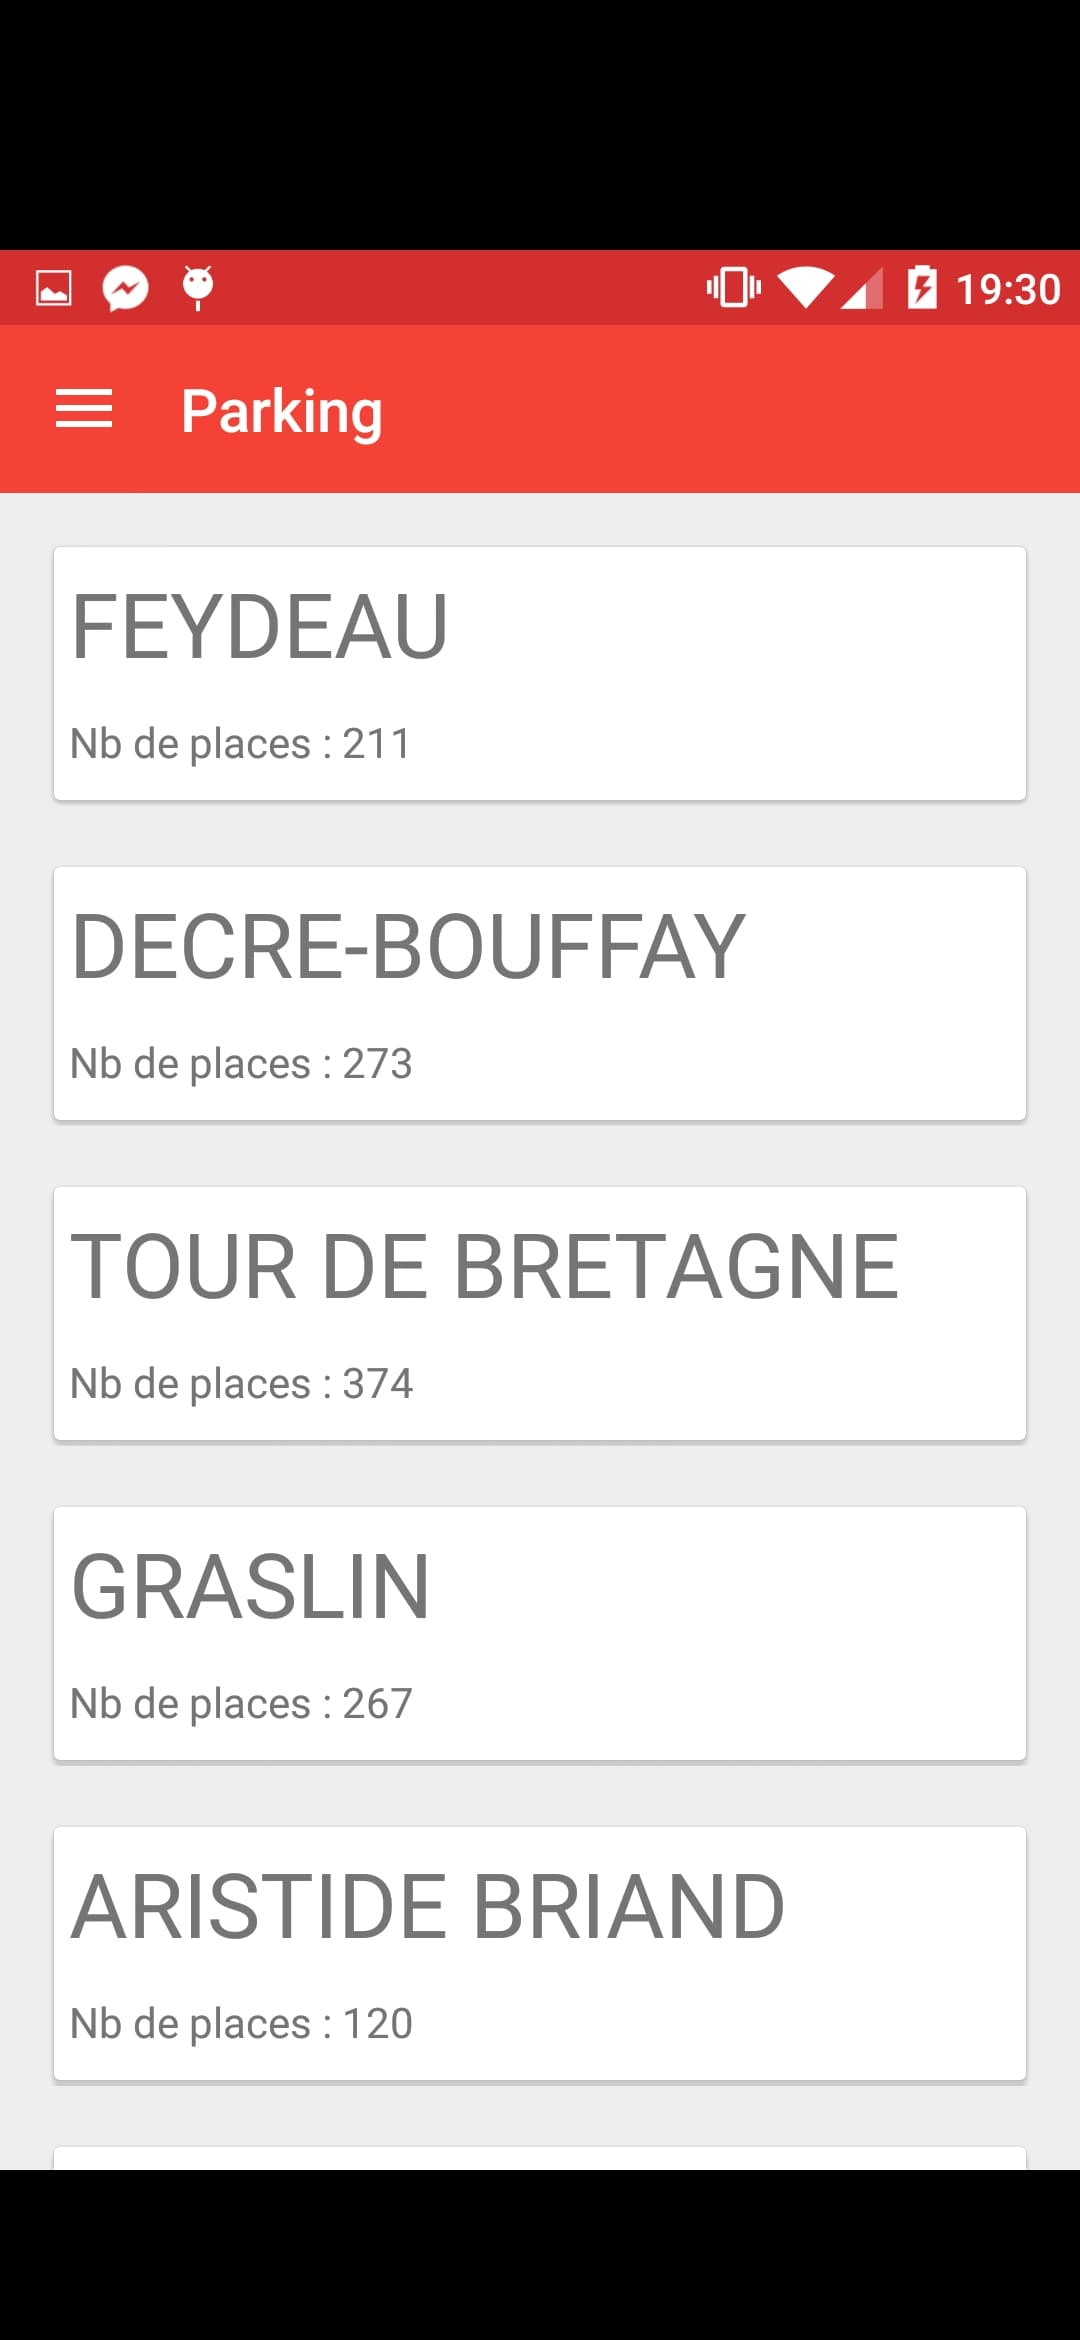 19:30
Parking
FEYDEAU
Nb de places : 211
DECRE-BOUFFAY
Nb de places : 273
TOUR DE BRETAGNE
Nb de places : 374
GRASLIN
Nb de places : 267
ARISTIDE BRIAND
Nb de places : 120